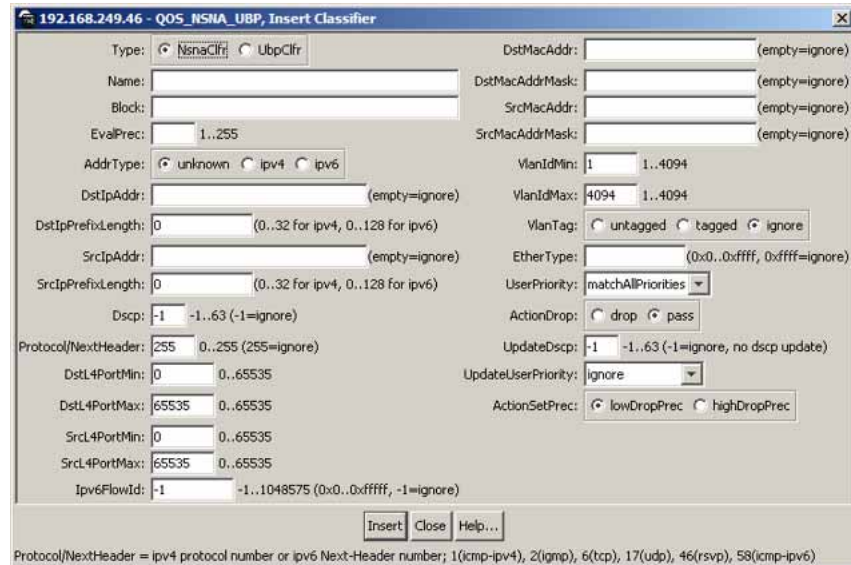 192.168.249.46 - QOS_NSNA_UBP, Insert Classifier
Type: NsnaClfr UbpClfr
Name:
Block:
EvalPrec: 1..255
AddrType: unknown ipv4 ipv6
DstIpAddr: (empty=ignore)
DstIpPrefixLength: 0 (0..32 for ipv4, 0..128 for ipv6)
SrcIpAddr: (empty=ignore)
SrcIpPrefixLength: 0 (0..32 for ipv4, 0..128 for ipv6)
Dscp: -1 -1..63 (-1=ignore)
Protocol/NextHeader: 255 0..255 (255=ignore)
DstL4PortMin: 0 0..65535
DstL4PortMax: 65535 0..65535
SrcL4PortMin: 0 0..65535
SrcL4PortMax: 65535 0..65535
Ipv6FlowId: -1 -1..1048575 (0x0..0xfffff, -1=ignore)
DstMacAddr: (empty=ignore)
DstMacAddrMask: (empty=ignore)
SrcMacAddr: (empty=ignore)
SrcMacAddrMask: (empty=ignore)
VlanIdMin: 1 1..4094
VlanIdMax: 4094 1..4094
VlanTag: untagged tagged ignore
EtherType: (0x0..0xffff, 0xffff=ignore)
UserPriority: matchAllPriorities
ActionDrop: drop pass
UpdateDscp: -1 -1..63 (-1=ignore, no dscp update)
UpdateUserPriority: ignore
ActionSetPrec: lowDropPrec highDropPrec
Insert Close Help...
Protocol/NextHeader = ipv4 protocol number or ipv6 Next-Header number; 1(icmp-ipv4), 2(igmp), 6(tcp), 17(udp), 46(rsvp), 58(icmp-ipv6)